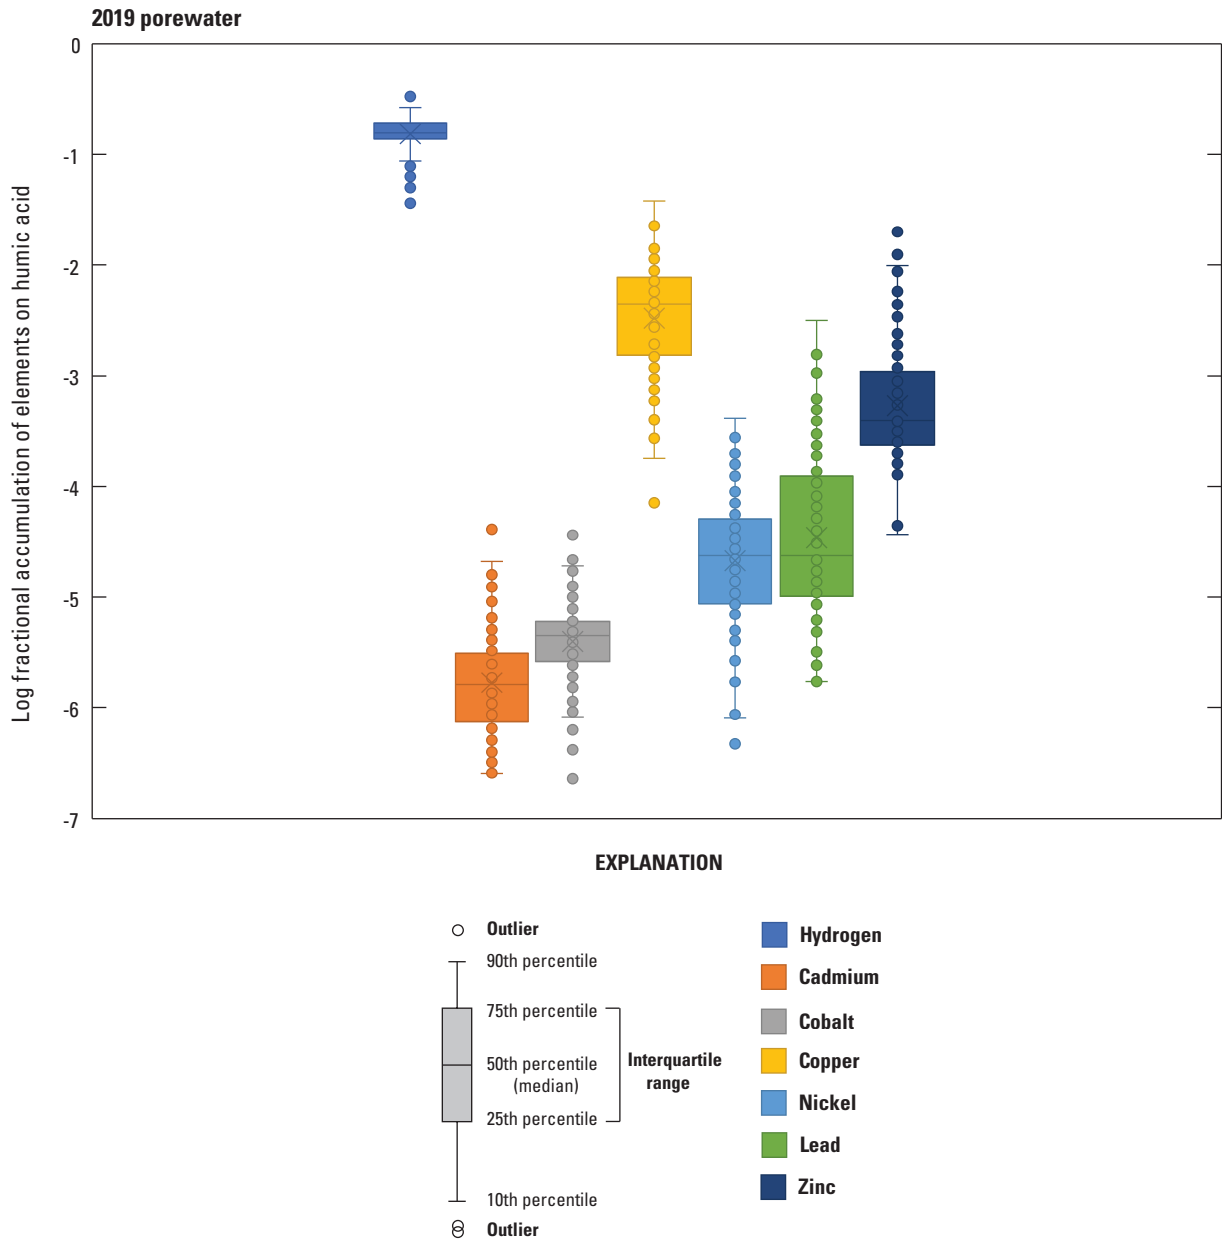 2019 porewater
0
-1
-2
-3
-4
-5
-6
-7
Log fractional accumulation of elements on humic acid
EXPLANATION
Outlier
90th percentile
75th percentile
50th percentile
(median)
25th percentile
Interquartile
range
10th percentile
Outlier
Hydrogen
Cadmium
Cobalt
Copper
Nickel
Lead
Zinc